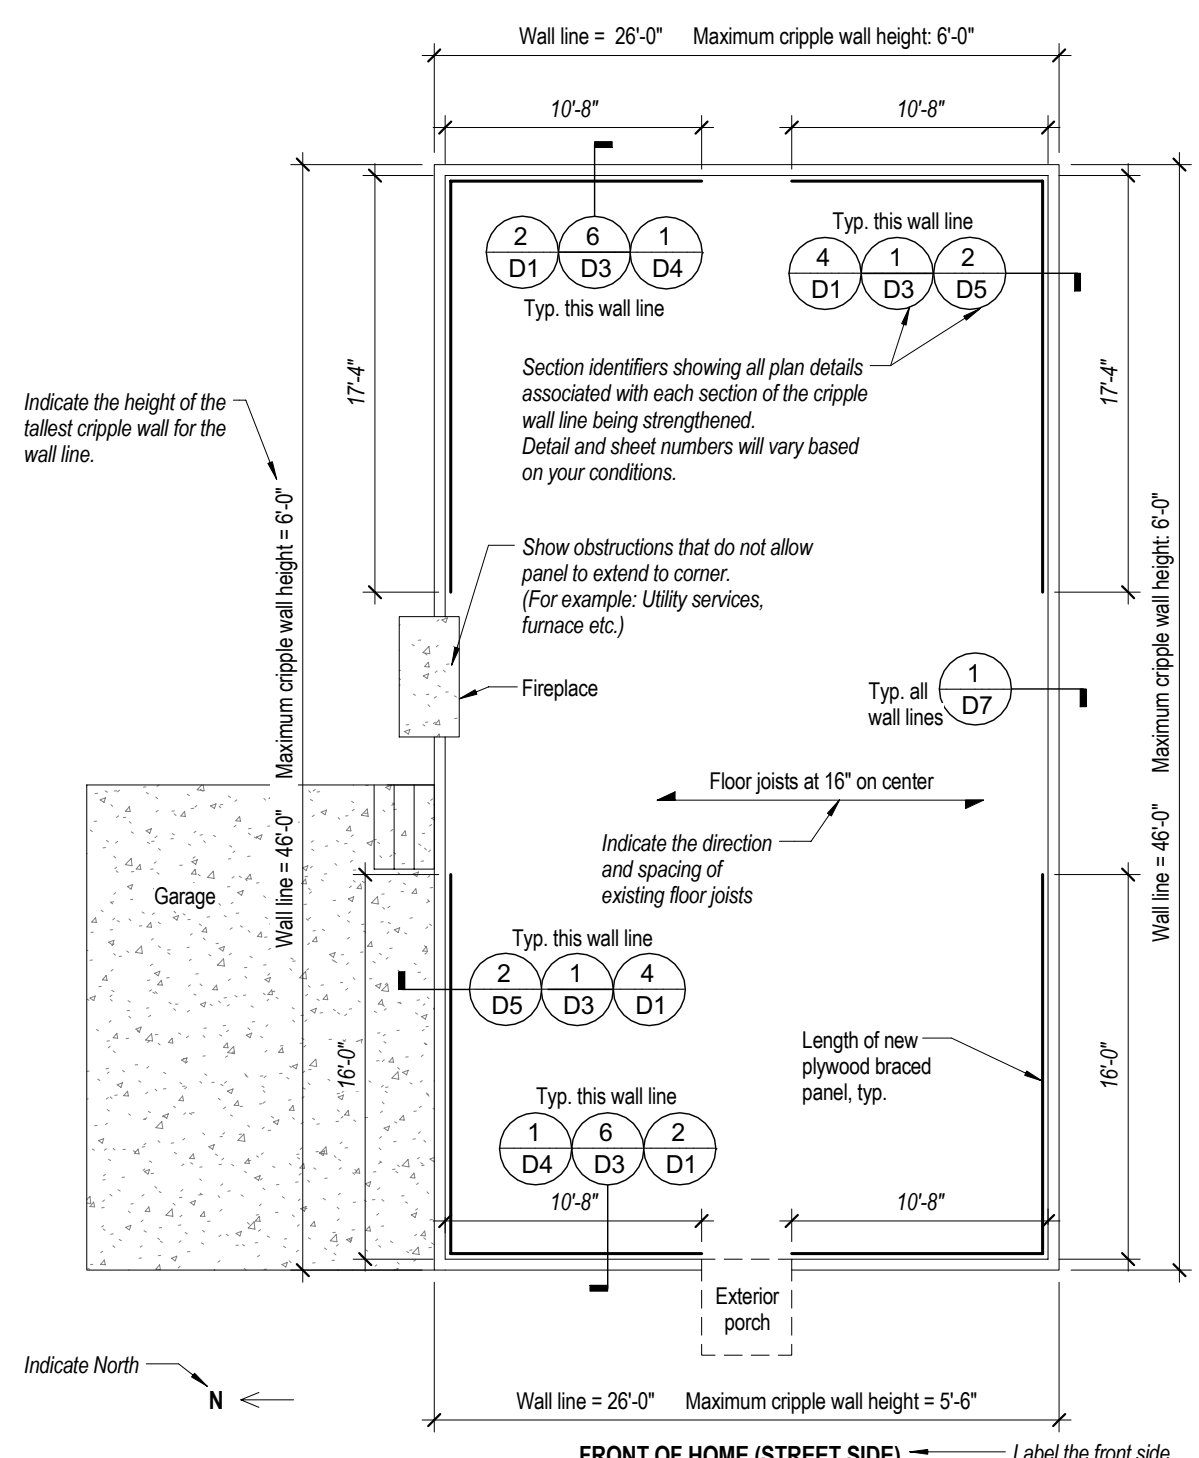 Wall line = 26'-0" Maximum cripple wall height: 6'-0"
10'-8" 10'-8"
2 6 1
D1 D3 D4
Typ. this wall line
Typ. this wall line
4 1 2
D1 D3 D5
17'-4"
17'-4"
Section identifiers showing all plan details
associated with each section of the cripple
wall line being strengthened.
Detail and sheet numbers will vary based
on your conditions.
Indicate the height of the
tallest cripple wall for the
wall line.
Wall line = 46'-0" Maximum cripple wall height = 6'-0"
Wall line = 46'-0" Maximum cripple wall height: 6'-0"
Show obstructions that do not allow
panel to extend to corner.
(For example: Utility services,
furnace etc.)
Fireplace
Typ. all
wall lines
1
D7
Floor joists at 16" on center
Indicate the direction
and spacing of
existing floor joists
Garage
Typ. this wall line
2 1 4
D5 D3 D1
16'-0"
16'-0"
Length of new
plywood braced
panel, typ.
Typ. this wall line
1 6 2
D4 D3 D1
10'-8" 10'-8"
Exterior
porch
Indicate North
N
Wall line = 26'-0" Maximum cripple wall height = 5'-6"
FRONT OF HOME (STREET SIDE) Label the front side